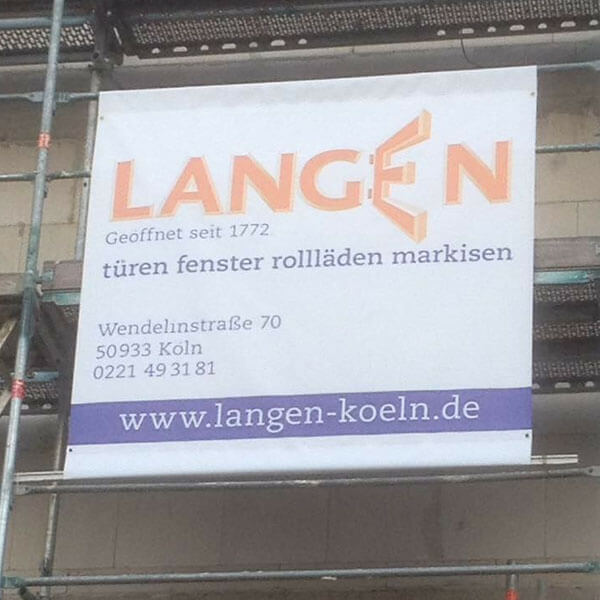 LANGEN
Geöffnet seit 1772
türen fenster rollläden markisen
Wendelinstraße 70
50933 Köln
0221 49 31 81
www.langen-koeln.de